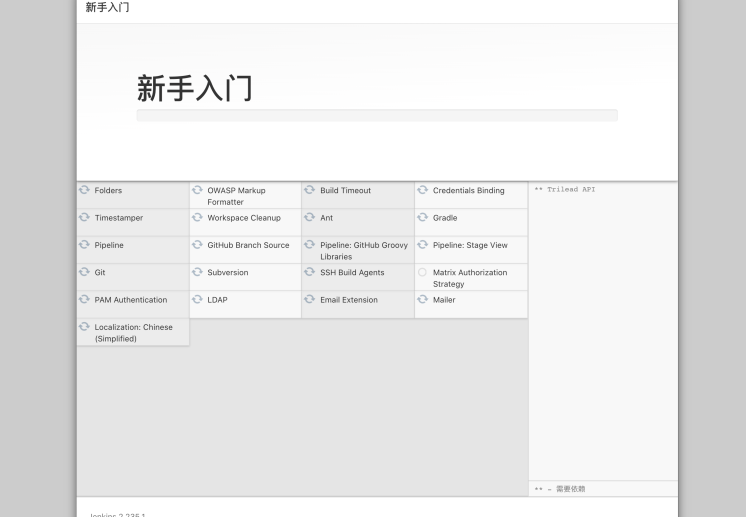 新手入门
新手入门
Folders
OWASP Markup
Formatter
Build Timeout
Credentials Binding
** Trilead API
Timestamper
Workspace Cleanup
Ant
Gradle
Pipeline
GitHub Branch Source
Pipeline: GitHub Groovy
Libraries
Pipeline: Stage View
Git
Subversion
SSH Build Agents
Matrix Authorization
Strategy
PAM Authentication
LDAP
Email Extension
Mailer
Localization: Chinese
(Simplified)
** - 需要依赖
Jenkins 2.235.1